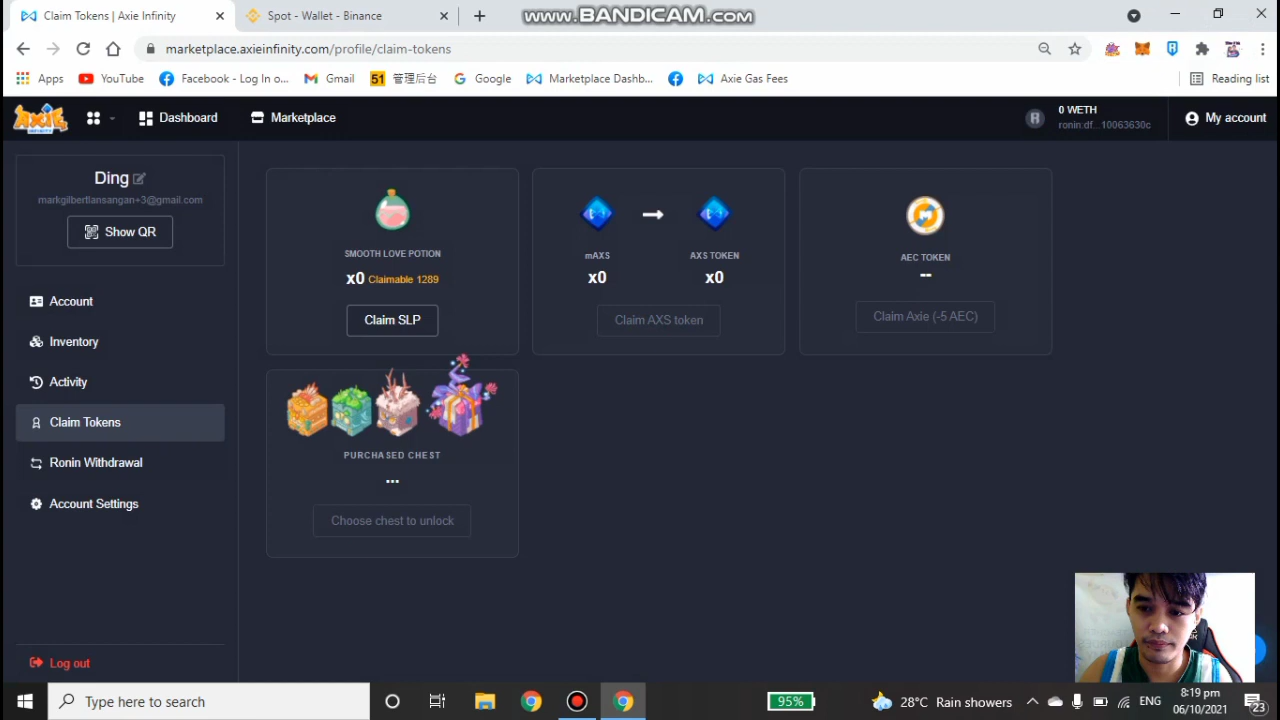 Claim Tokens | Axie Infinity
Spot - Wallet - Binance
www.BANDICAM.com
marketplace.axieinfinity.com/profile/claim-tokens
Apps
YouTube
Facebook - Log In o...
Gmail
51 管理后台
Google
Marketplace Dashb...
Axie Gas Fees
Reading list
AXIE
INFINITY
Dashboard
Marketplace
0 WETH
ronin:df...10063630c
My account
Ding
markgilbertlansangan+3@gmail.com
Show QR
Account
Inventory
Activity
Claim Tokens
Ronin Withdrawal
Account Settings
Log out
SMOOTH LOVE POTION
x0 Claimable 1289
Claim SLP
mAXS
x0
AXS TOKEN
x0
Claim AXS token
AEC TOKEN
--
Claim Axie (-5 AEC)
PURCHASED CHEST
...
Choose chest to unlock
Type here to search
95%
28°C Rain showers
ENG
8:19 pm
06/10/2021
23